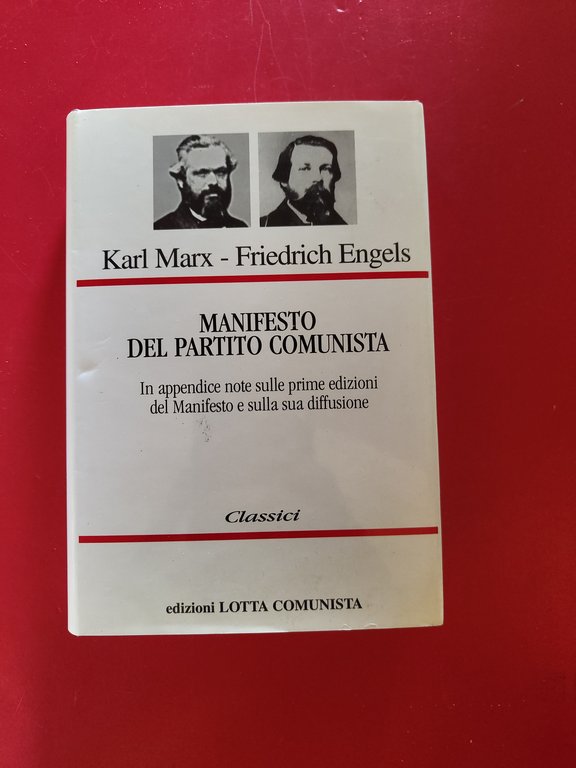 Karl Marx - Friedrich Engels
MANIFESTO
DEL PARTITO COMUNISTA
In appendice note sulle prime edizioni
del Manifesto e sulla sua diffusione
Classici
edizioni LOTTA COMUNISTA